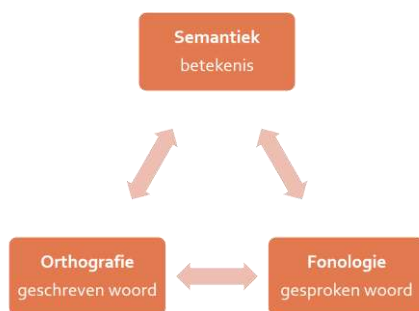 Semantiek
betekenis
Orthografie
geschreven woord
Fonologie
gesproken woord